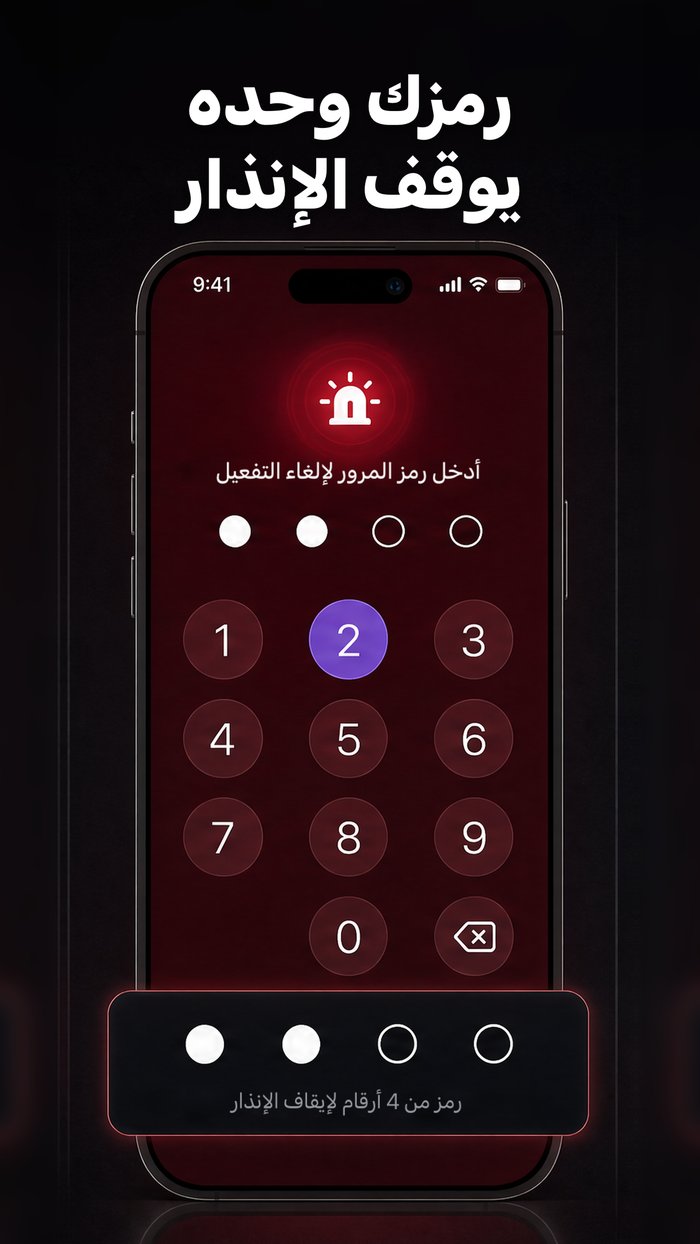 رمزك وحده
يوقف الإنذار
9:41
أدخل رمز المرور لإلغاء التفعيل
1 2 3
4 5 6
7 8 9
0
رمز من 4 أرقام لإيقاف الإنذار